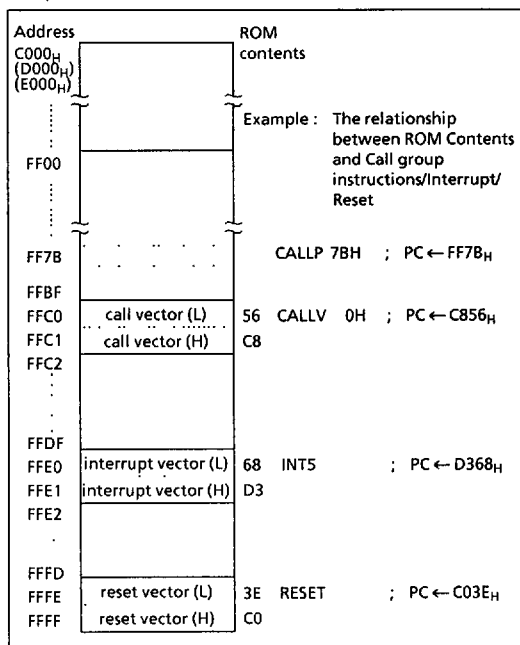 Address ROM
C000H contents
(D000H)
(E000H)
Example : The relationship
between ROM Contents
and Call group
instructions/Interrupt/
Reset
FF00
FF7B CALLP 7BH ; PC ← FF7BH
FFBF
FFC0 call vector (L) 56 CALLV 0H ; PC ← C856H
FFC1 call vector (H) C8
FFC2
FFDF
FFE0 interrupt vector (L) 68 INT5 ; PC ← D368H
FFE1 interrupt vector (H) D3
FFE2
FFFD
FFFE reset vector (L) 3E RESET ; PC ← C03EH
FFFF reset vector (H) C0